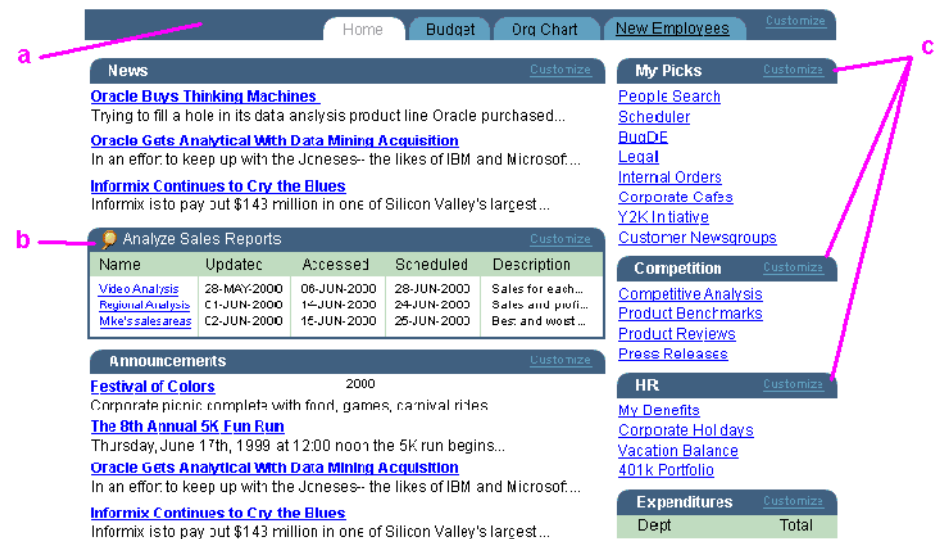 a
Home Budget Org Chart New Employees Customize
c
News Customize
Oracle Buys Thinking Machines
Trying to fill a hole in its data analysis product line Oracle purchased...
Oracle Gets Analytical With Data Mining Acquisition
In an effort to keep up with the Joneses-- the likes of IBM and Microsoft....
Informix Continues to Cry the Blues
Informix is to pay out $143 million in one of Silicon Valley's largest ...
b
Analyze Sales Reports Customize
Name Updated Accessed Scheduled Description
Video Analysis 28-MAY-2000 06-JUN-2000 28-JUN-2000 Sales for each...
Regional Analysis 01-JUN-2000 14-JUN-2000 24-JUN-2000 Sales and profi...
Mike's sales areas 02-JUN-2000 15-JUN-2000 25-JUN-2000 Best and worst ...
Announcements Customize
Festival of Colors 2000
Corporate picnic complete with food, games, carnival rides
The 8th Annual 5K Fun Run
Thursday, June 17th, 1999 at 12:00 noon the 5K run begins...
Oracle Gets Analytical With Data Mining Acquisition
In an effort to keep up with the Joneses-- the likes of IBM and Microsoft....
Informix Continues to Cry the Blues
Informix is to pay out $143 million in one of Silicon Valley's largest ...
My Picks Customize
People Search
Scheduler
BugDE
Legal
Internal Orders
Corporate Cafes
Y2K Initiative
Customer Newsgroups
Competition Customize
Competitive Analysis
Product Benchmarks
Product Reviews
Press Releases
HR Customize
My Benefits
Corporate Holidays
Vacation Balance
401k Portfolio
Expenditures Customize
Dept Total